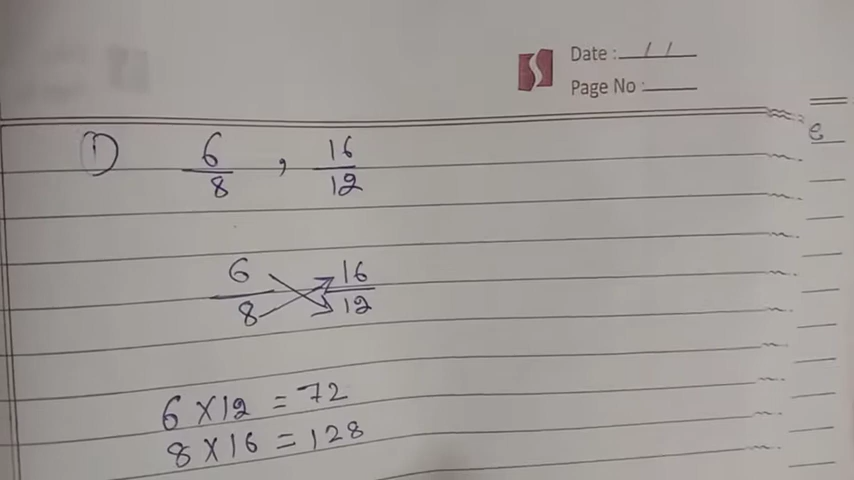 Date : / /
Page No :
① 6/8 , 16/12
6/8 16/12
6 × 12 = 72
8 × 16 = 128
e